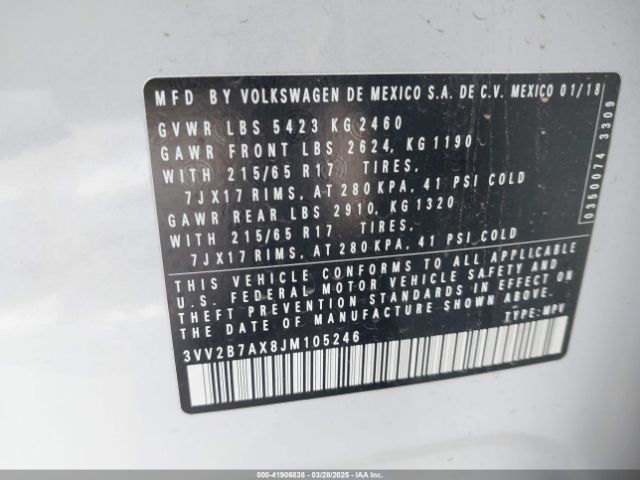 MFD BY VOLKSWAGEN DE MEXICO S.A. DE C.V. MEXICO 01/18
GVWR LBS 5423 KG 2460
GAWR FRONT LBS 2624, KG 1190
WITH 215/65 R17 TIRES,
7JX17 RIMS, AT 280 KPA, 41 PSI COLD
GAWR REAR LBS 2910, KG 1320
WITH 215/65 R17 TIRES,
7JX17 RIMS, AT 280 KPA, 41 PSI COLD
THIS VEHICLE CONFORMS TO ALL APPLICABLE
U.S. FEDERAL MOTOR VEHICLE SAFETY AND
THEFT PREVENTION STANDARDS IN EFFECT ON
THE DATE OF MANUFACTURE SHOWN ABOVE.
3VV2B7AX8JM105246 TYPE: MPV
0350074 3309
000-41906838 - 03/28/2025 - IAA, Inc.